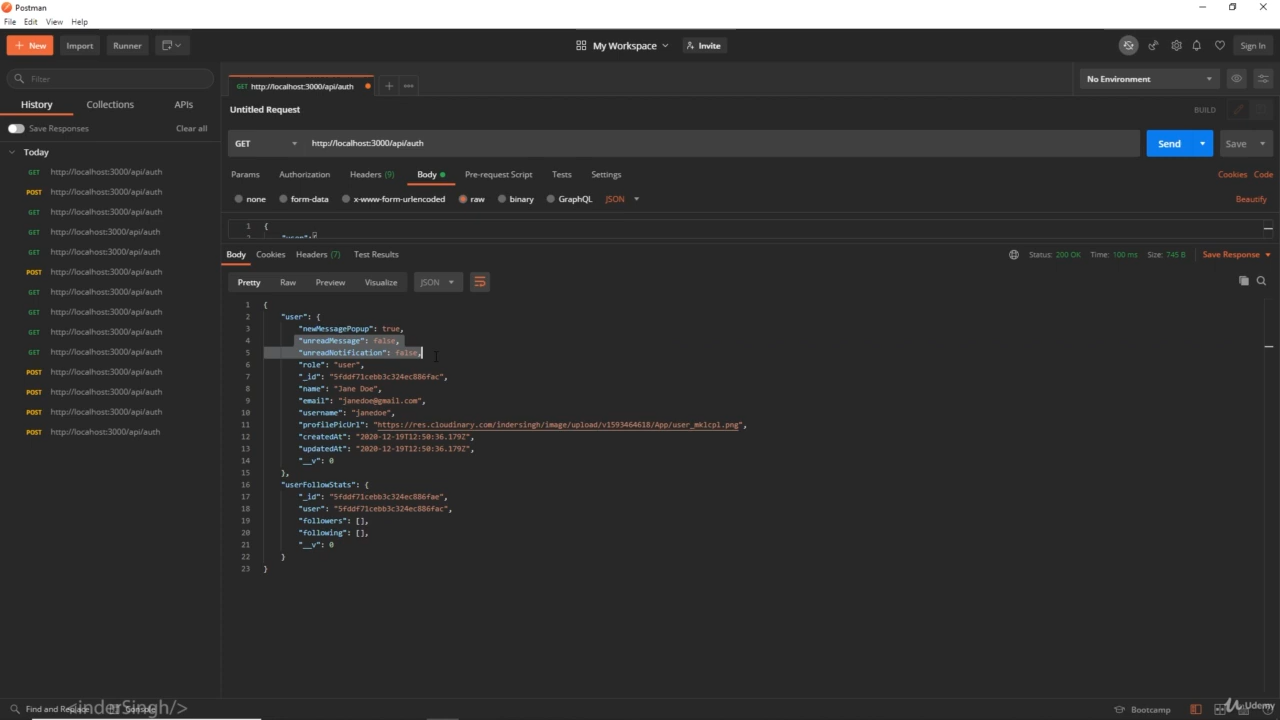 Postman
File Edit View Help
New Import Runner My Workspace Invite Sign In
Filter
GET http://localhost:3000/api/auth
No Environment
History Collections APIs
Untitled Request BUILD
Save Responses Clear all
GET http://localhost:3000/api/auth Send Save
Today
Params Authorization Headers (9) Body Pre-request Script Tests Settings Cookies Code
GET http://localhost:3000/api/auth
POST http://localhost:3000/api/auth
GET http://localhost:3000/api/auth
GET http://localhost:3000/api/auth
GET http://localhost:3000/api/auth
POST http://localhost:3000/api/auth
GET http://localhost:3000/api/auth
GET http://localhost:3000/api/auth
GET http://localhost:3000/api/auth
GET http://localhost:3000/api/auth
POST http://localhost:3000/api/auth
POST http://localhost:3000/api/auth
POST http://localhost:3000/api/auth
POST http://localhost:3000/api/auth
none form-data x-www-form-urlencoded raw binary GraphQL JSON Beautify
1 {
Body Cookies Headers (7) Test Results Status: 200 OK Time: 100 ms Size: 745 B Save Response
Pretty Raw Preview Visualize JSON
1 {
2 "user": {
3 "newMessagePopup": true,
4 "unreadMessage": false,
5 "unreadNotification": false,
6 "role": "user",
7 "_id": "5fddf71cebb3c324ec886fac",
8 "name": "Jane Doe",
9 "email": "janedoe@gmail.com",
10 "username": "janedoe",
11 "profilePicUrl": "https://res.cloudinary.com/indersingh/image/upload/v1593464618/App/user_mklcpl.png",
12 "createdAt": "2020-12-19T12:50:36.179Z",
13 "updatedAt": "2020-12-19T12:50:36.179Z",
14 "__v": 0
15 },
16 "userFollowStats": {
17 "_id": "5fddf71cebb3c324ec886fae",
18 "user": "5fddf71cebb3c324ec886fac",
19 "followers": [],
20 "following": [],
21 "__v": 0
22 }
23 }
Find and Replace Console
<inderSingh/>
Bootcamp
Udemy